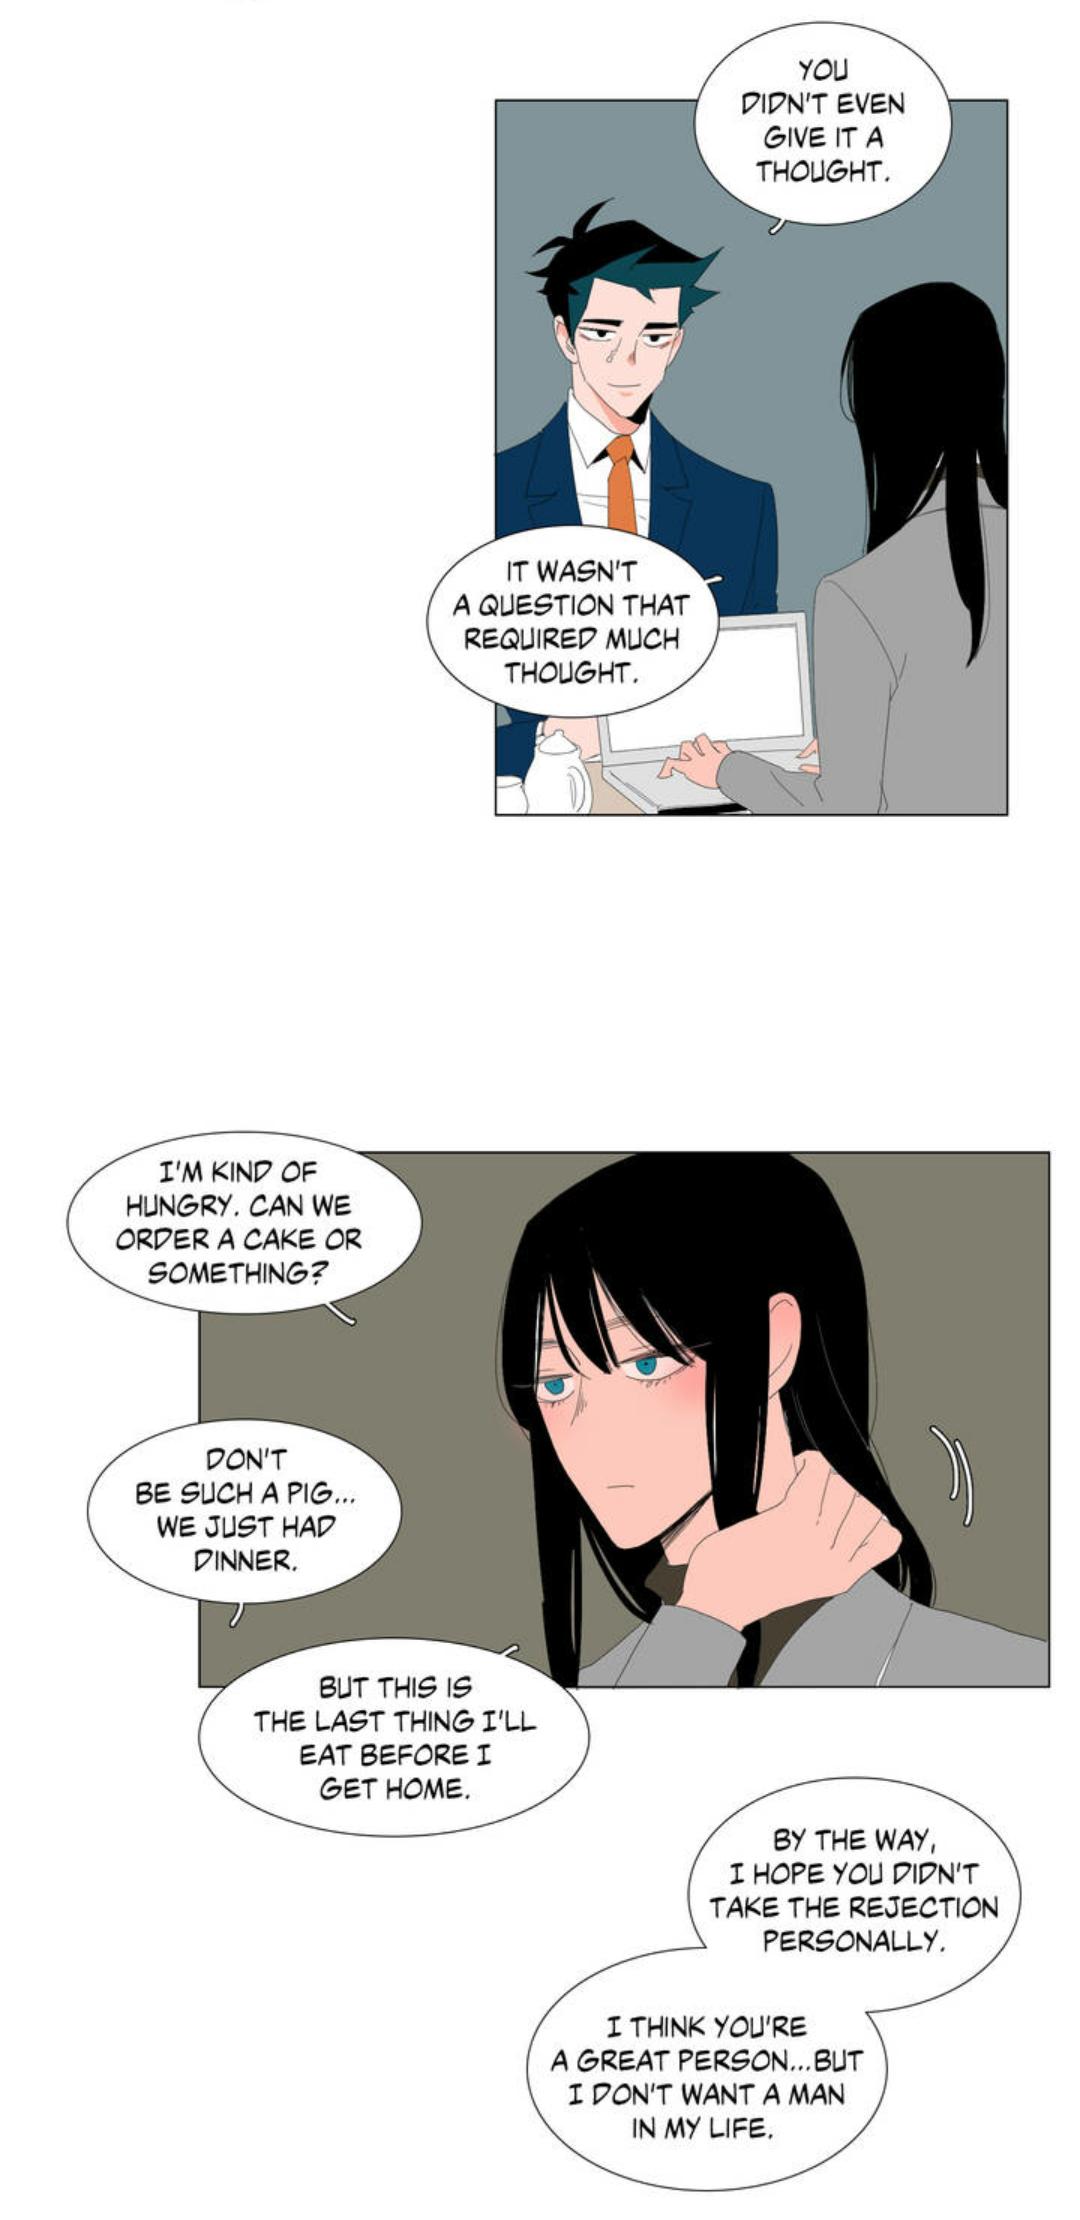 YOU
DIDN'T EVEN
GIVE IT A
THOUGHT.
IT WASN'T
A QUESTION THAT
REQUIRED MUCH
THOUGHT.
I'M KIND OF
HUNGRY. CAN WE
ORDER A CAKE OR
SOMETHING?
DON'T
BE SUCH A PIG...
WE JUST HAD
DINNER.
BUT THIS IS
THE LAST THING I'LL
EAT BEFORE I
GET HOME.
BY THE WAY,
I HOPE YOU DIDN'T
TAKE THE REJECTION
PERSONALLY.
I THINK YOU'RE
A GREAT PERSON...BUT
I DON'T WANT A MAN
IN MY LIFE.